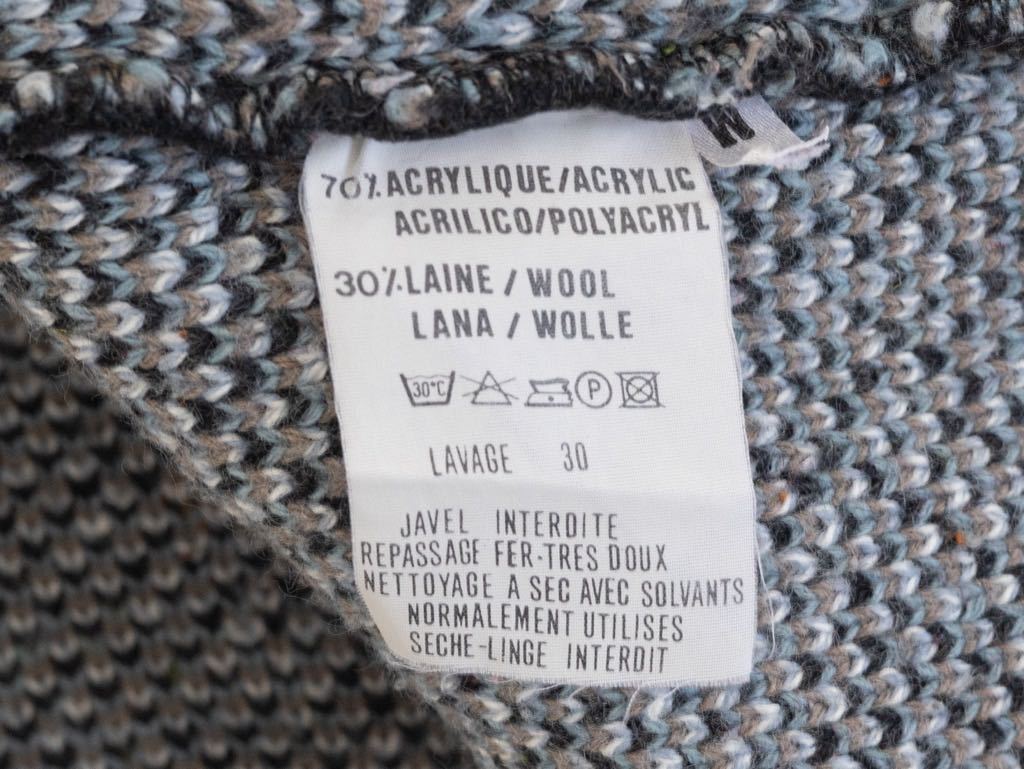 M
70% ACRYLIQUE/ACRYLIC
ACRILICO/POLYACRYL
30% LAINE / WOOL
LANA / WOLLE
30°C P
LAVAGE 30
JAVEL INTERDITE
REPASSAGE FER-TRES DOUX
NETTOYAGE A SEC AVEC SOLVANTS
NORMALEMENT UTILISES
SECHE-LINGE INTERDIT